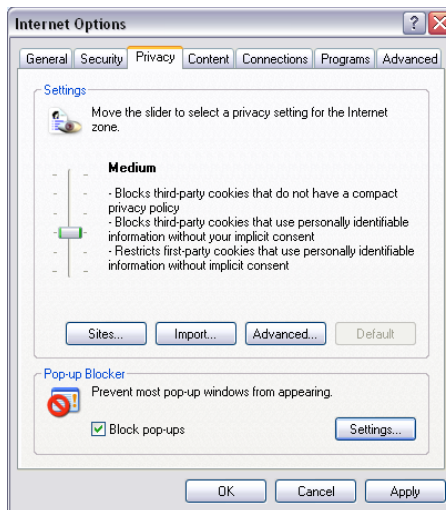 Internet Options
General Security Privacy Content Connections Programs Advanced
Settings
Move the slider to select a privacy setting for the Internet
zone.
Medium
- Blocks third-party cookies that do not have a compact
privacy policy
- Blocks third-party cookies that use personally identifiable
information without your implicit consent
- Restricts first-party cookies that use personally identifiable
information without implicit consent
Sites... Import... Advanced... Default
Pop-up Blocker
Prevent most pop-up windows from appearing.
Block pop-ups Settings...
OK Cancel Apply